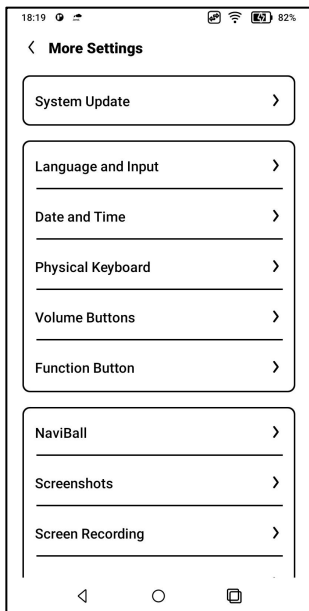 18:19 82%
More Settings
System Update
Language and Input
Date and Time
Physical Keyboard
Volume Buttons
Function Button
NaviBall
Screenshots
Screen Recording